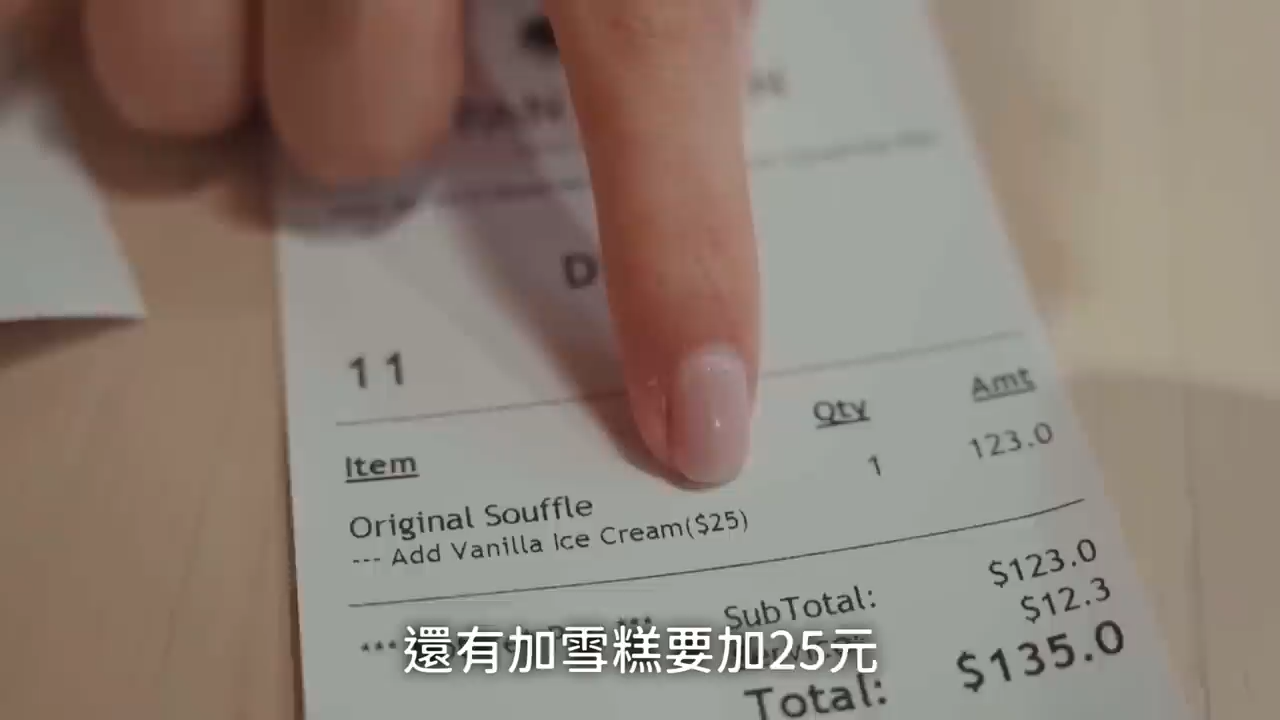 11
Item Qty Amt
Original Souffle 1 123.0
--- Add Vanilla Ice Cream($25)
SubTotal: $123.0
$12.3
Total: $135.0
還有加雪糕要加25元